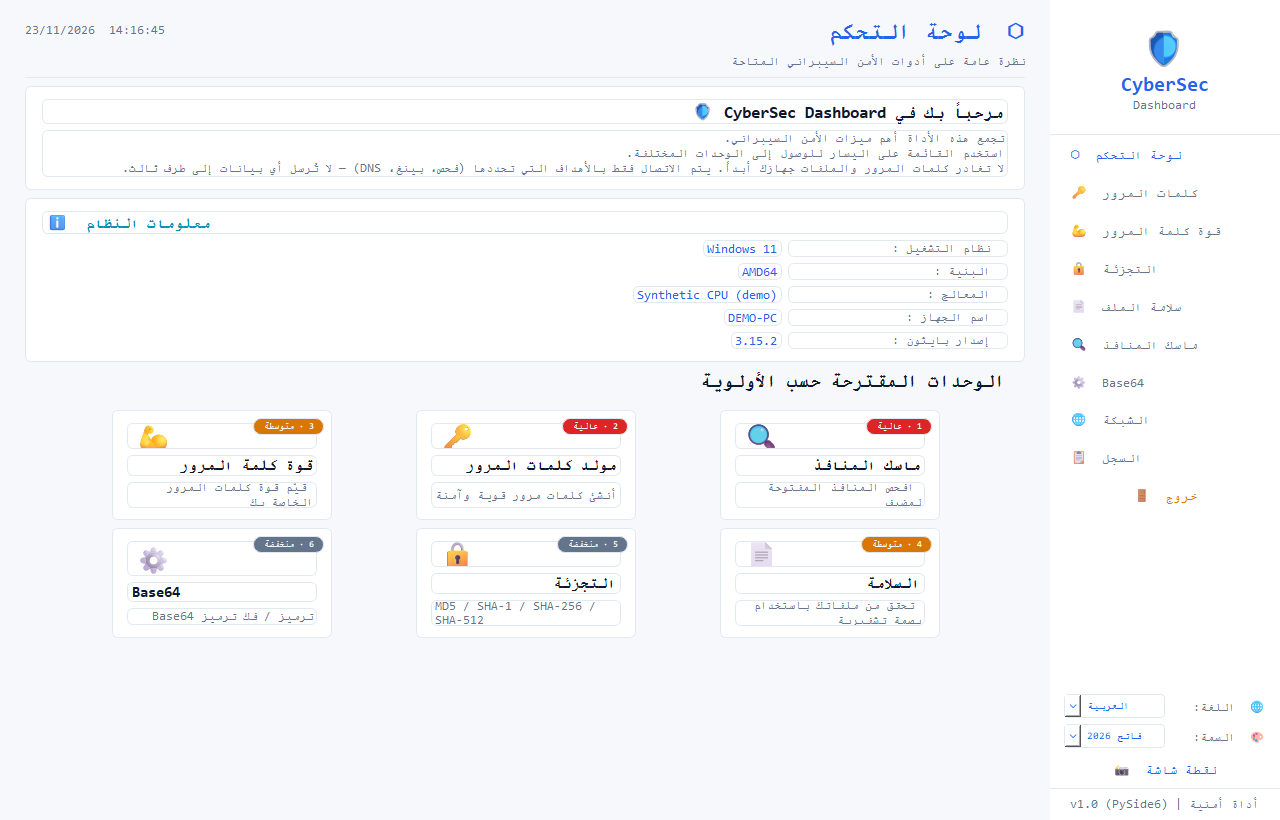 23/11/2026 14:16:45
لوحة التحكم
نظرة عامة على أدوات الأمن السيبراني المتاحة
مرحباً بك في CyberSec Dashboard
تجمع هذه الأداة أهم ميزات الأمن السيبراني.
استخدم القائمة على اليسار للوصول إلى الوحدات المختلفة.
لا تغادر كلمات المرور والملفات جهازك أبداً. يتم الاتصال فقط بالأهداف التي تحددها (فحص، بينغ، DNS) — لا تُرسل أي بيانات إلى طرف ثالث.
معلومات النظام
نظام التشغيل :
Windows 11
البنية :
AMD64
المعالج :
Synthetic CPU (demo)
اسم الجهاز :
DEMO-PC
إصدار بايثون :
3.15.2
الوحدات المقترحة حسب الأولوية
1 · عالية
ماسك المنافذ
افحص المنافذ المفتوحة
لمضيف
2 · عالية
مولد كلمات المرور
أنشئ كلمات مرور قوية وآمنة
3 · متوسطة
قوة كلمة المرور
قيّم قوة كلمات المرور
الخاصة بك
4 · متوسطة
السلامة
تحقق من ملفاتك باستخدام
بصمة تشفيرية
5 · منخفضة
التجزئة
MD5 / SHA-1 / SHA-256 /
SHA-512
6 · منخفضة
Base64
ترميز / فك ترميز Base64
CyberSec
Dashboard
لوحة التحكم
كلمات المرور
قوة كلمة المرور
التجزئة
سلامة الملف
ماسك المنافذ
Base64
الشبكة
السجل
خروج
اللغة:
العربية
السمة:
فاتح 2026
لقطة شاشة
v1.0 (PySide6) | أداة أمنية